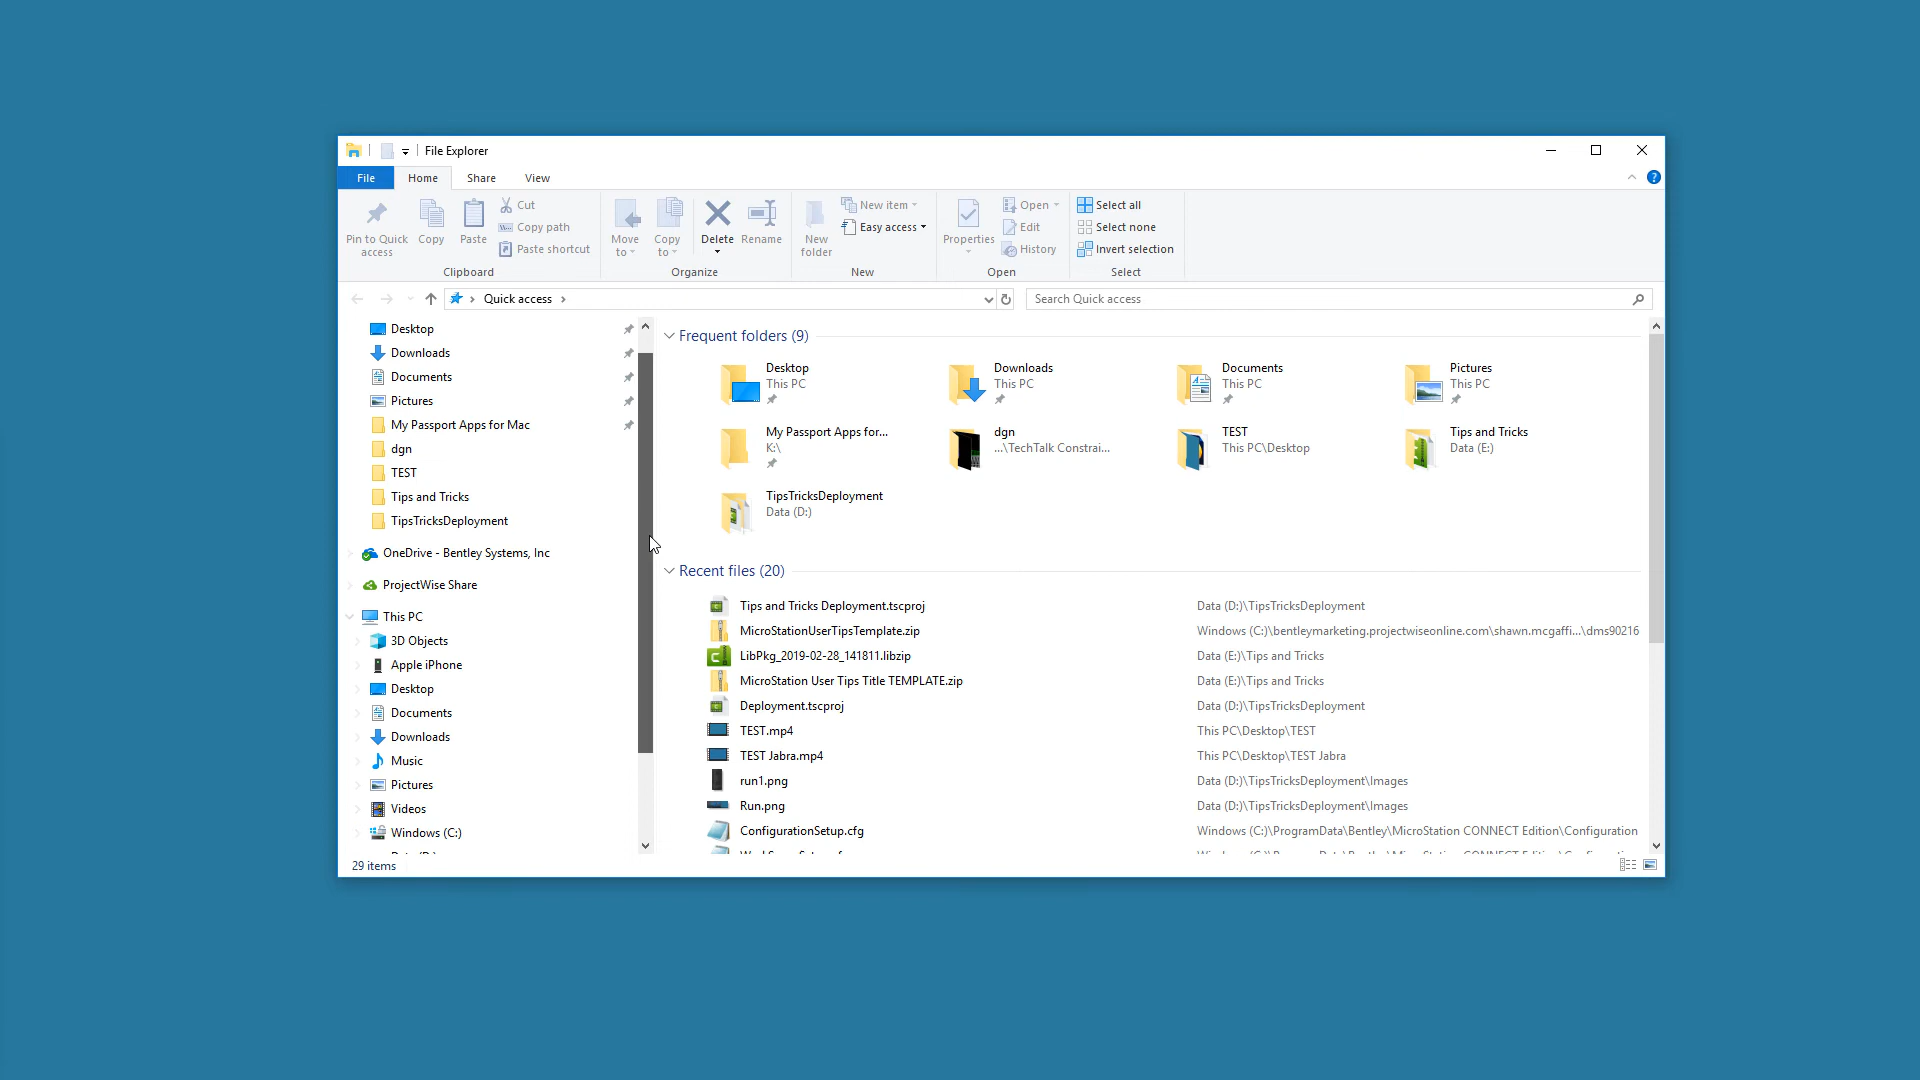 File Explorer
File Home Share View
Pin to Quick access
Copy
Paste
Cut
Copy path
Paste shortcut
Clipboard
Move to
Copy to
Delete
Rename
Organize
New folder
New item
Easy access
New
Properties
Open
Edit
History
Open
Select all
Select none
Invert selection
Select
Quick access
Search Quick access
Desktop
Downloads
Documents
Pictures
My Passport Apps for Mac
dgn
TEST
Tips and Tricks
TipsTricksDeployment
OneDrive - Bentley Systems, Inc
ProjectWise Share
This PC
3D Objects
Apple iPhone
Desktop
Documents
Downloads
Music
Pictures
Videos
Windows (C:)
Frequent folders (9)
Desktop
This PC
Downloads
This PC
Documents
This PC
Pictures
This PC
My Passport Apps for...
K:\
dgn
...\TechTalk Constrai...
TEST
This PC\Desktop
Tips and Tricks
Data (E:)
TipsTricksDeployment
Data (D:)
Recent files (20)
Tips and Tricks Deployment.tscproj Data (D:)\TipsTricksDeployment
MicroStationUserTipsTemplate.zip Windows (C:)\bentleymarketing.projectwiseonline.com\shawn.mcgaffi...\dms90216
LibPkg_2019-02-28_141811.libzip Data (E:)\Tips and Tricks
MicroStation User Tips Title TEMPLATE.zip Data (E:)\Tips and Tricks
Deployment.tscproj Data (D:)\TipsTricksDeployment
TEST.mp4 This PC\Desktop\TEST
TEST Jabra.mp4 This PC\Desktop\TEST Jabra
run1.png Data (D:)\TipsTricksDeployment\Images
Run.png Data (D:)\TipsTricksDeployment\Images
ConfigurationSetup.cfg Windows (C:)\ProgramData\Bentley\MicroStation CONNECT Edition\Configuration
29 items